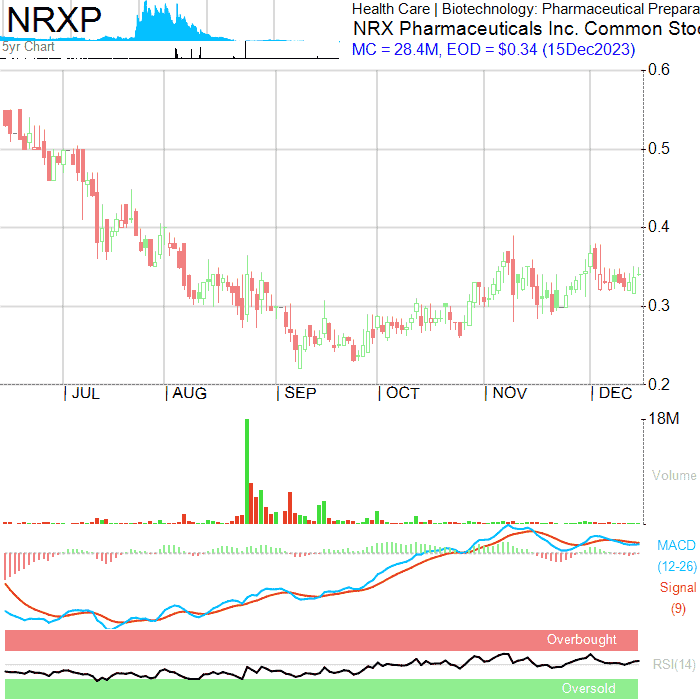 NRXP
5yr Chart
Health Care | Biotechnology: Pharmaceutical Prepara
NRX Pharmaceuticals Inc. Common Sto
MC = 28.4M, EOD = $0.34 (15Dec2023)
0.6
0.5
0.4
0.3
0.2
JUL AUG SEP OCT NOV DEC
18M
Volume
MACD
(12-26)
Signal
(9)
Overbought
RSI(14)
Oversold